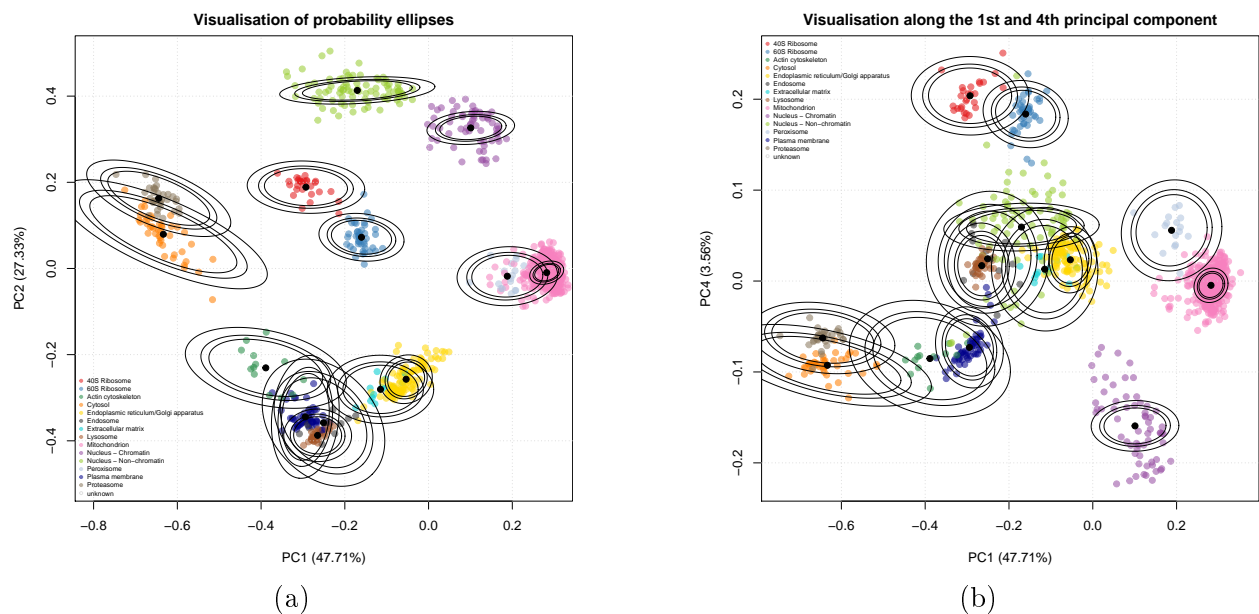 Visualisation of probability ellipses
PC2 (27.33%)
0.4
0.2
0.0
−0.2
−0.4
40S Ribosome
60S Ribosome
Actin cytoskeleton
Cytosol
Endoplasmic reticulum/Golgi apparatus
Endosome
Extracellular matrix
Lysosome
Mitochondrion
Nucleus − Chromatin
Nucleus − Non−chromatin
Peroxisome
Plasma membrane
Proteasome
unknown
−0.8 −0.6 −0.4 −0.2 0.0 0.2
PC1 (47.71%)
(a)
Visualisation along the 1st and 4th principal component
40S Ribosome
60S Ribosome
Actin cytoskeleton
Cytosol
Endoplasmic reticulum/Golgi apparatus
Endosome
Extracellular matrix
Lysosome
Mitochondrion
Nucleus − Chromatin
Nucleus − Non−chromatin
Peroxisome
Plasma membrane
Proteasome
unknown
PC4 (3.56%)
0.2
0.1
0.0
−0.1
−0.2
−0.6 −0.4 −0.2 0.0 0.2
PC1 (47.71%)
(b)